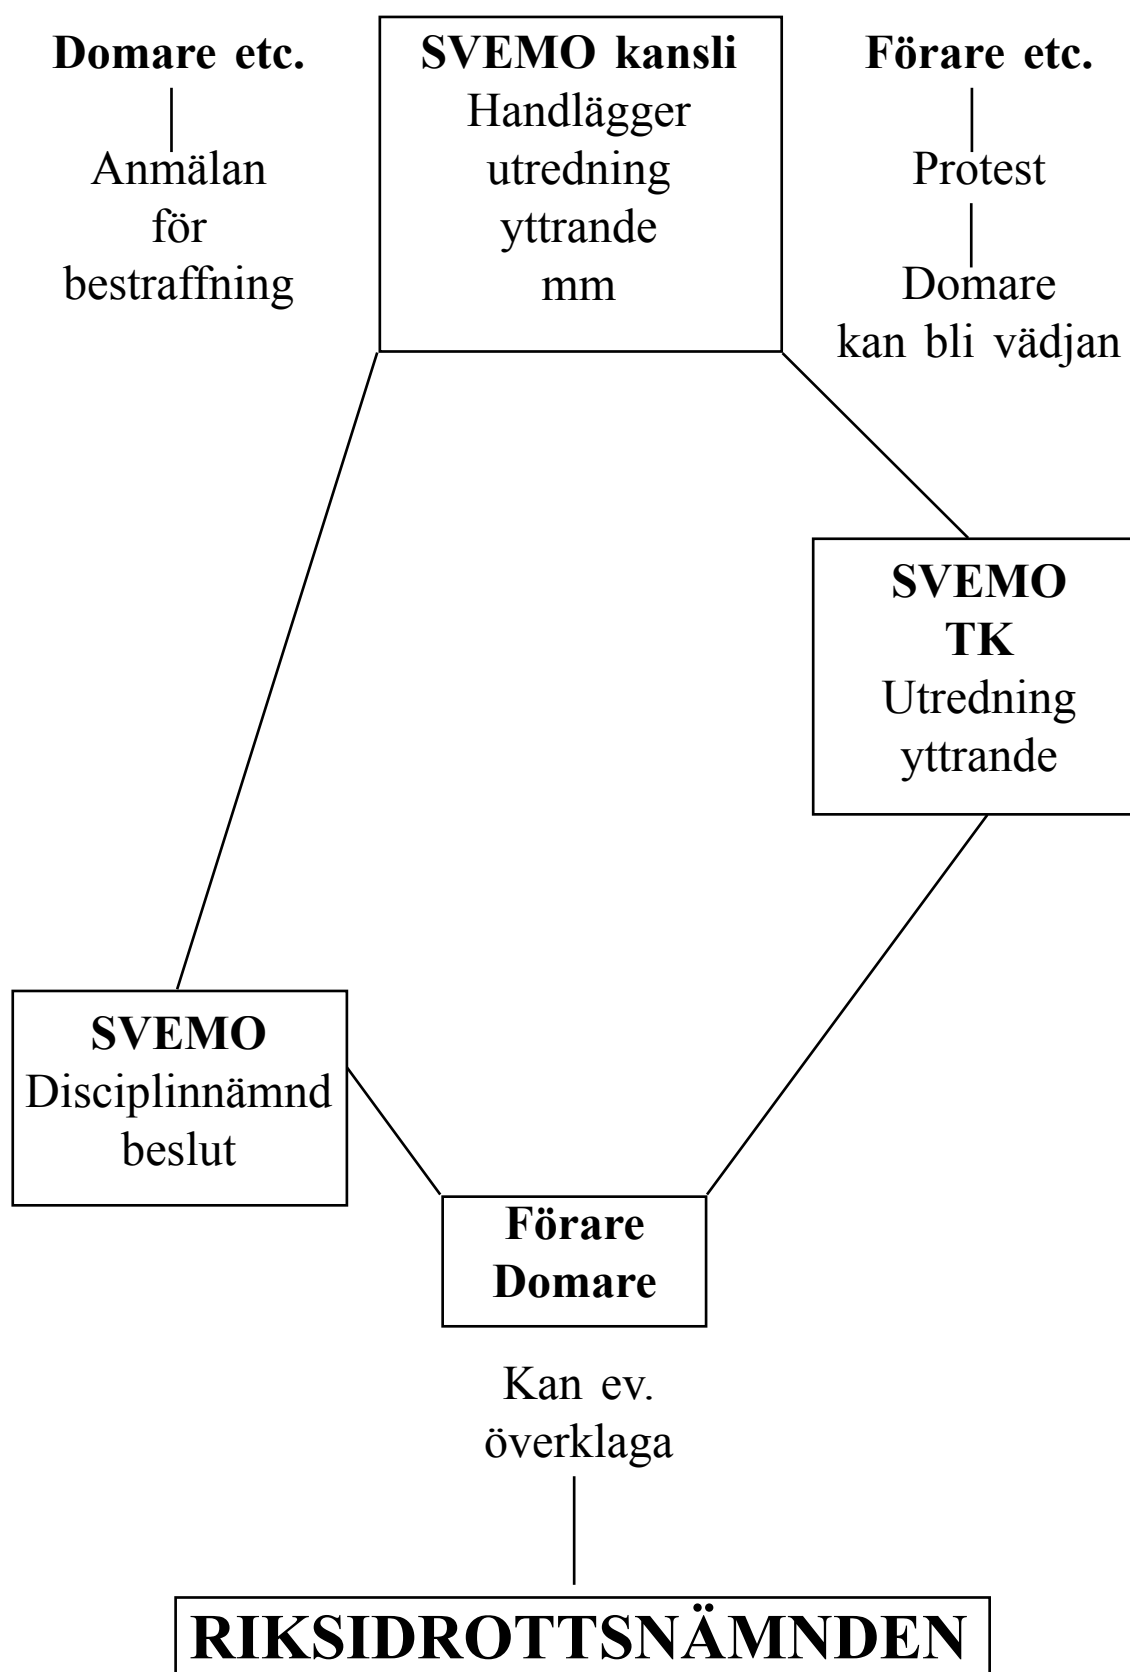 Domare etc.
Anmälan
för
bestraffning
SVEMO kansli
Handlägger
utredning
yttrande
mm
Förare etc.
Protest
Domare
kan bli vädjan
SVEMO
TK
Utredning
yttrande
SVEMO
Disciplinnämnd
beslut
Förare
Domare
Kan ev.
överklaga
RIKSIDROTTSNÄMNDEN